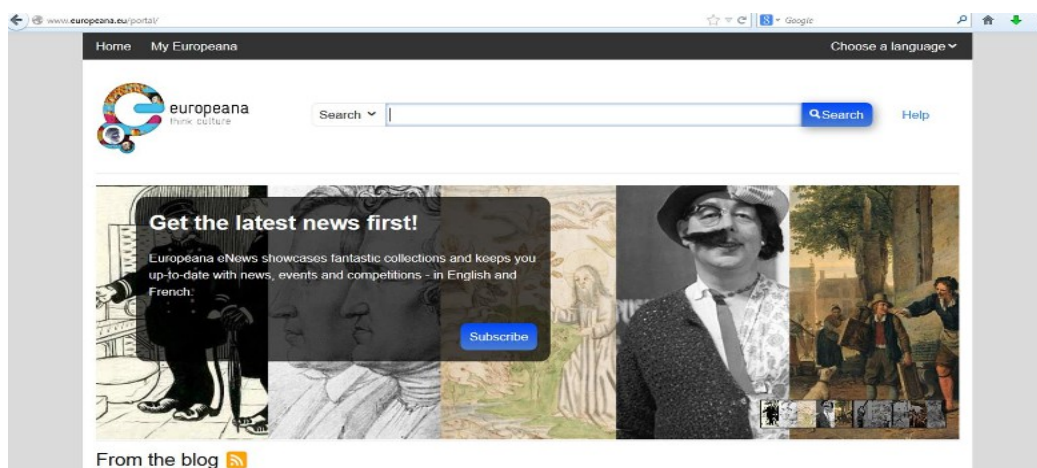 www.europeana.eu/portal/
Google
Home My Europeana Choose a language
europeana
think culture
Search
Search
Help
Get the latest news first!
Europeana eNews showcases fantastic collections and keeps you
up-to-date with news, events and competitions - in English and
French.
Subscribe
From the blog